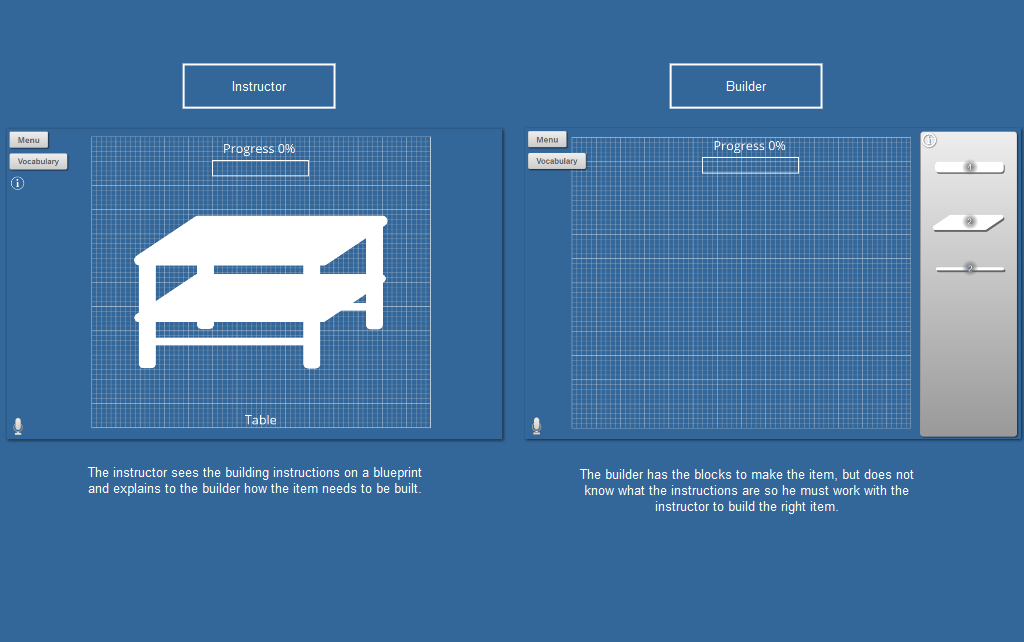 Instructor
Builder
Menu
Vocabulary
i
Progress 0%
Table
Menu
Vocabulary
Progress 0%
i
4
2
2
The instructor sees the building instructions on a blueprint
and explains to the builder how the item needs to be built.
The builder has the blocks to make the item, but does not
know what the instructions are so he must work with the
instructor to build the right item.